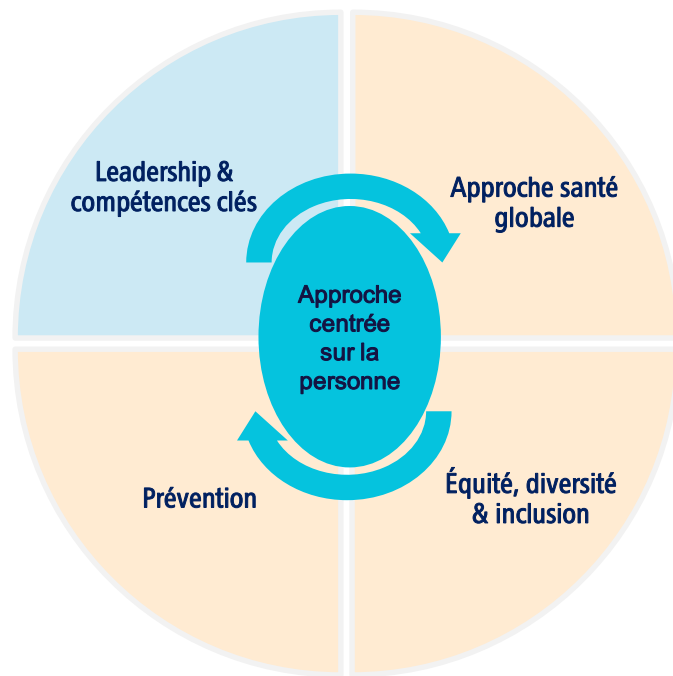 Leadership &
compétences clés
Approche santé
globale
Approche
centrée
sur la
personne
Prévention
Équité, diversité
& inclusion